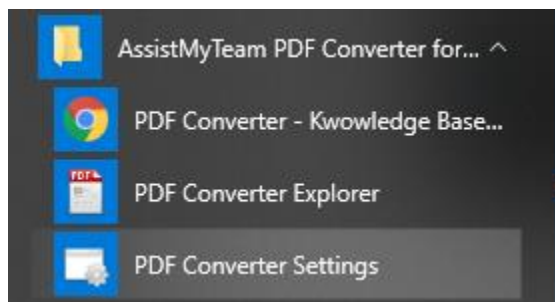 AssistMyTeam PDF Converter for...
PDF Converter - Kwowledge Base...
PDF
PDF Converter Explorer
PDF Converter Settings